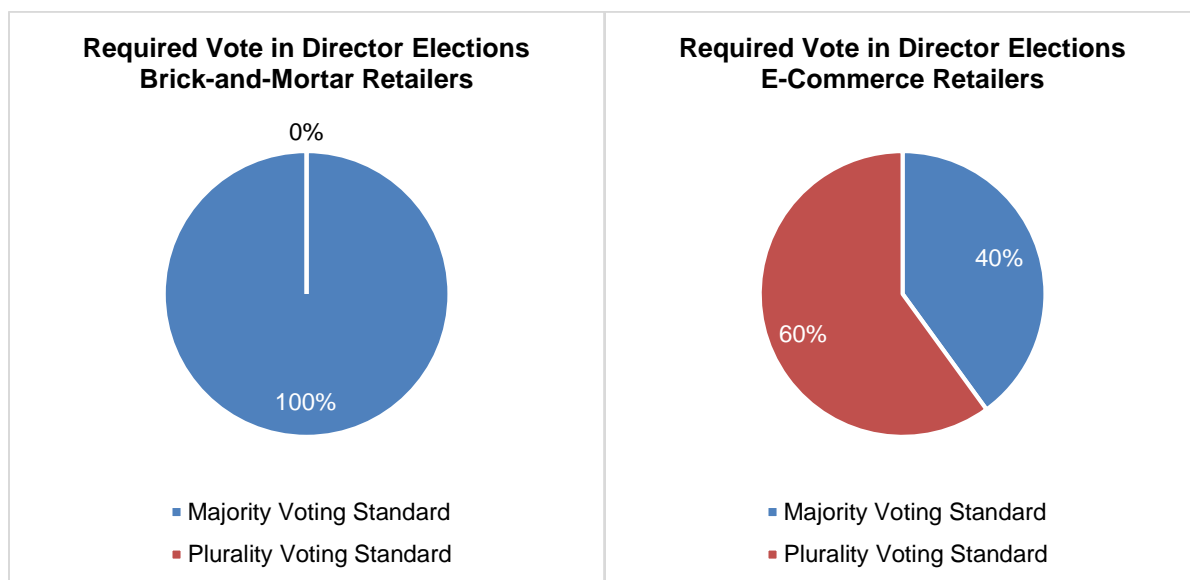 Required Vote in Director Elections
Brick-and-Mortar Retailers
0%
100%
Majority Voting Standard
Plurality Voting Standard
Required Vote in Director Elections
E-Commerce Retailers
40%
60%
Majority Voting Standard
Plurality Voting Standard